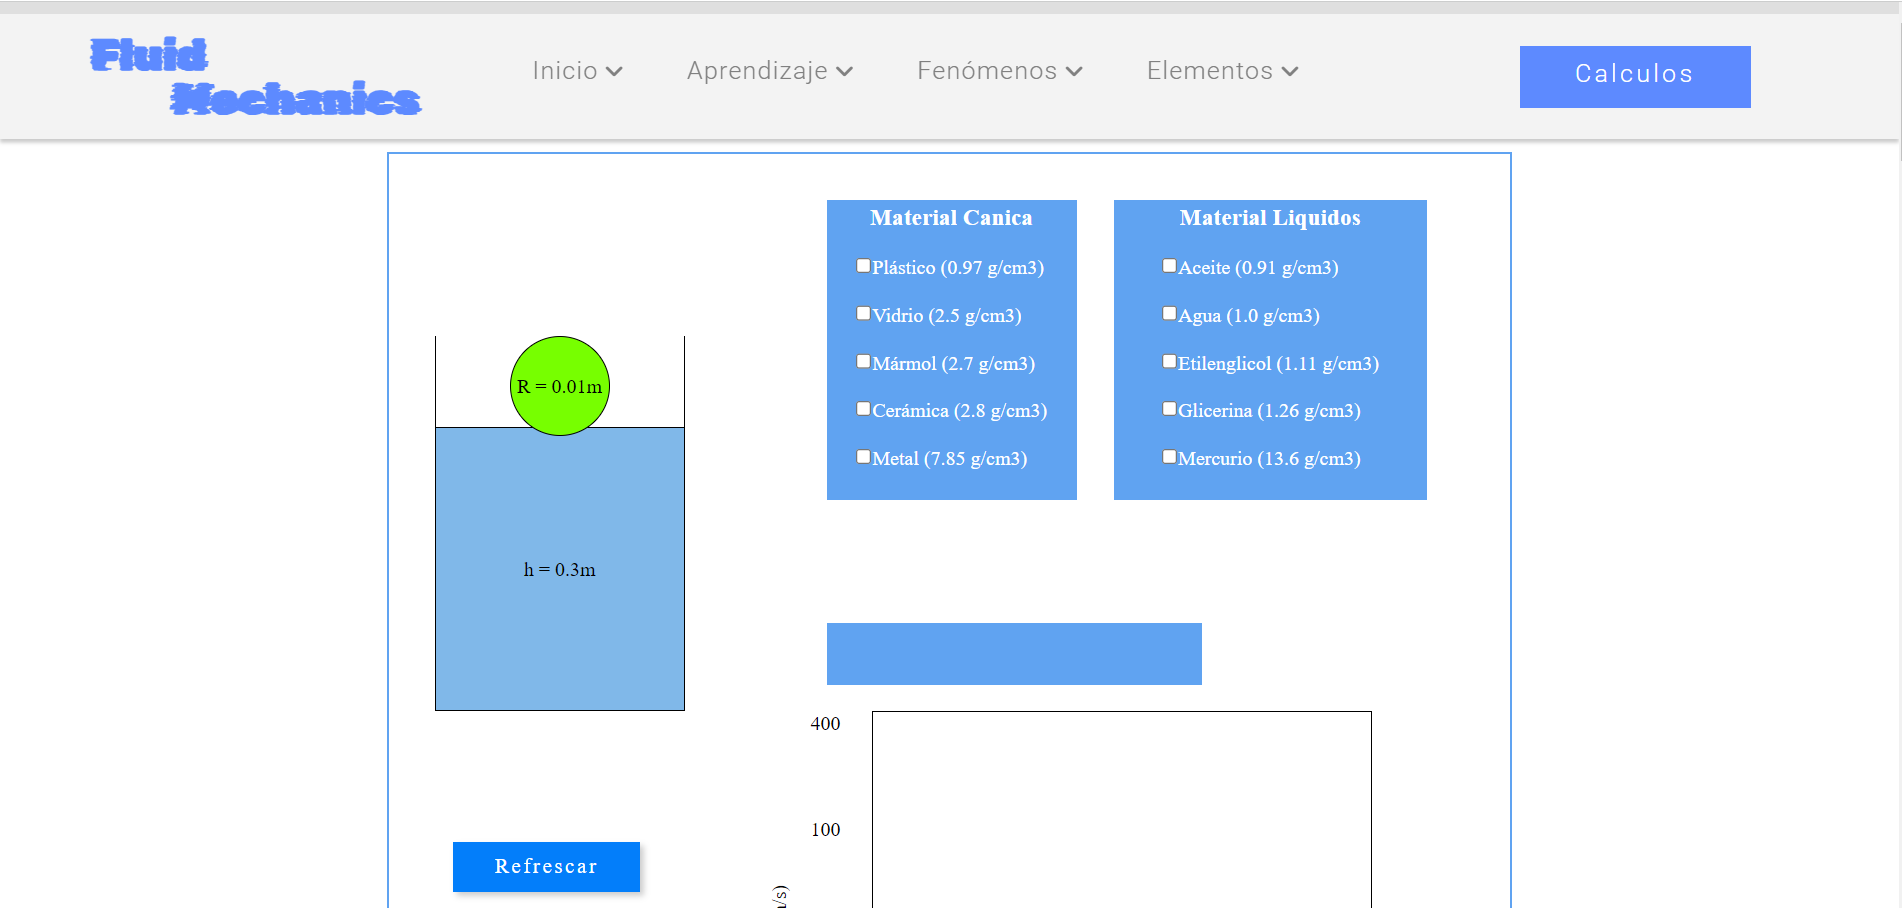 Fluid
Mechanics
Inicio
Aprendizaje
Fenómenos
Elementos
Calculos
Material Canica
Plástico (0.97 g/cm3)
Vidrio (2.5 g/cm3)
Mármol (2.7 g/cm3)
Cerámica (2.8 g/cm3)
Metal (7.85 g/cm3)
Material Liquidos
Aceite (0.91 g/cm3)
Agua (1.0 g/cm3)
Etilenglicol (1.11 g/cm3)
Glicerina (1.26 g/cm3)
Mercurio (13.6 g/cm3)
R = 0.01m
h = 0.3m
400
100
Refrescar